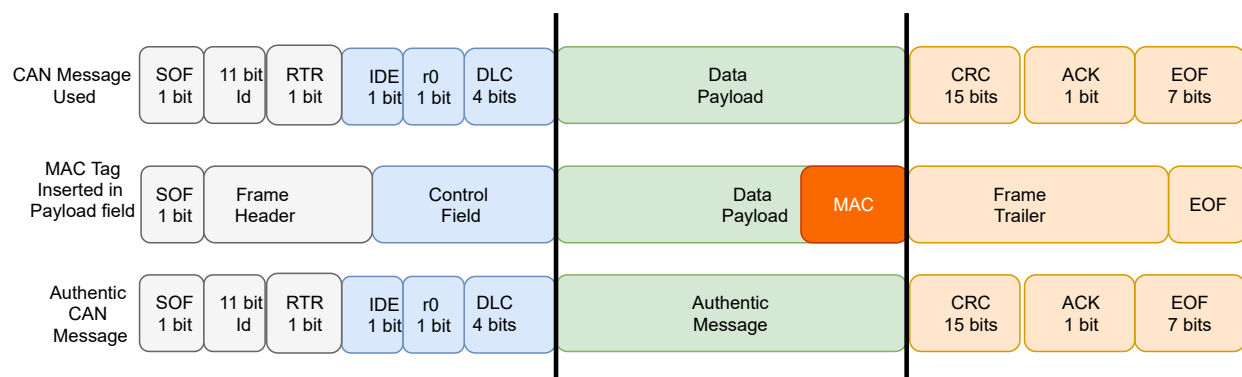 CAN Message
Used
SOF
1 bit
11 bit
Id
RTR
1 bit
IDE
1 bit
r0
1 bit
DLC
4 bits
Data
Payload
CRC
15 bits
ACK
1 bit
EOF
7 bits
MAC Tag
Inserted in
Payload field
SOF
1 bit
Frame
Header
Control
Field
Data
Payload
MAC
Frame
Trailer
EOF
Authentic
CAN
Message
SOF
1 bit
11 bit
Id
RTR
1 bit
IDE
1 bit
r0
1 bit
DLC
4 bits
Authentic
Message
CRC
15 bits
ACK
1 bit
EOF
7 bits